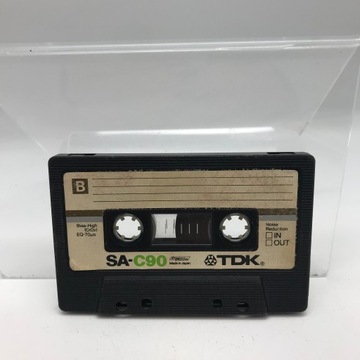 B
Bias-High
(CrO₂)
EQ-70μs
Noise
Reduction
IN
OUT
SA-C90
Made in Japan
TDK